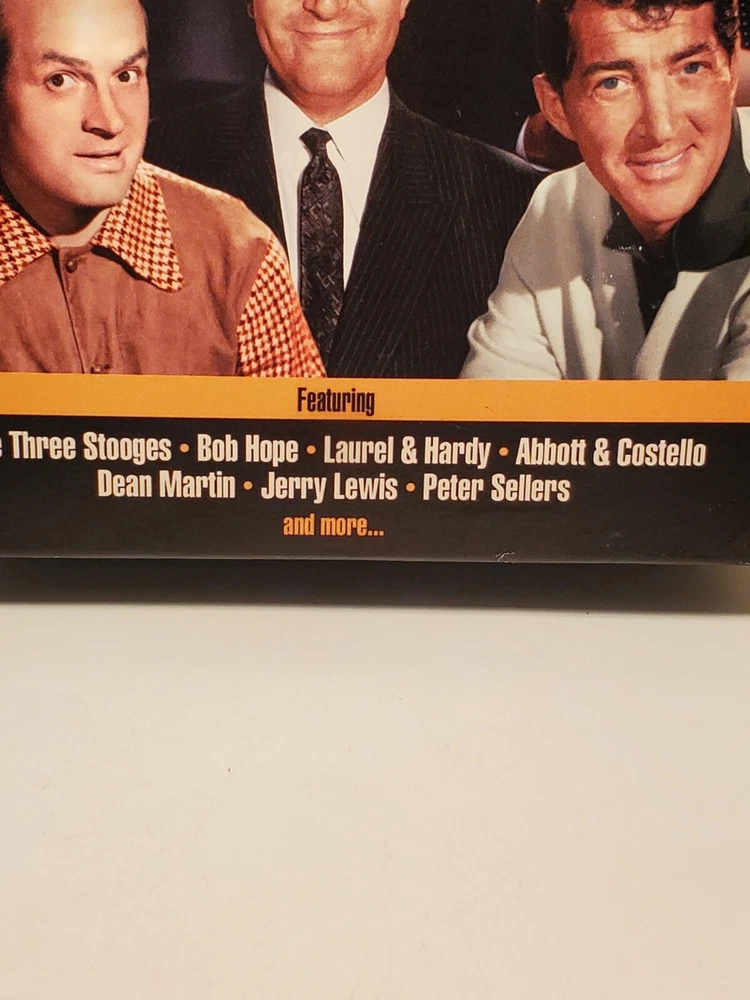 Featuring
Three Stooges • Bob Hope • Laurel & Hardy • Abbott & Costello
Dean Martin • Jerry Lewis • Peter Sellers
and more...